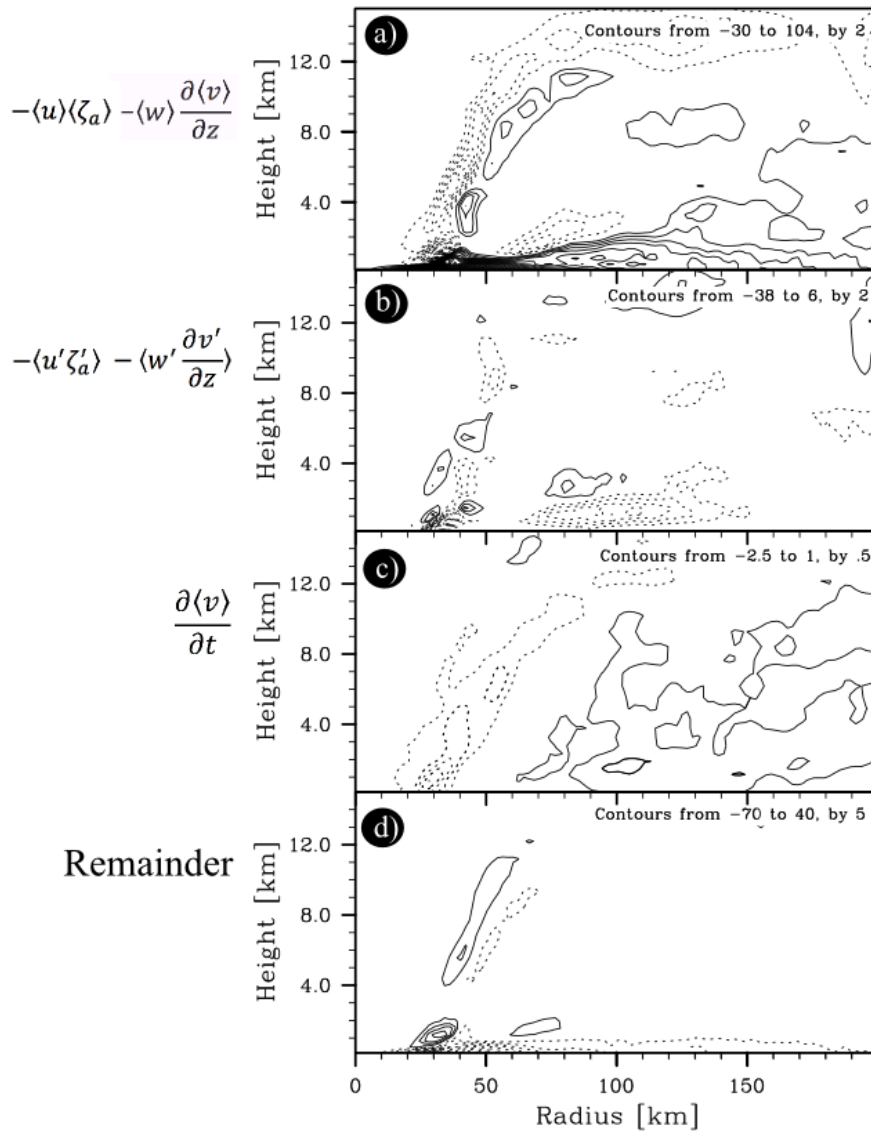 a)
Contours from −30 to 104, by 2
−⟨u⟩⟨ζₐ⟩ −⟨w⟩ ∂⟨v⟩/∂z
Height [km]
12.0
8.0
4.0
b)
Contours from −38 to 6, by 2
−⟨u′ζ′ₐ⟩ − ⟨w′ ∂v′/∂z⟩
Height [km]
12.0
8.0
4.0
c)
Contours from −2.5 to 1, by .5
∂⟨v⟩/∂t
Height [km]
12.0
8.0
4.0
d)
Contours from −70 to 40, by 5
Remainder
Height [km]
12.0
8.0
4.0
0 50 100 150
Radius [km]